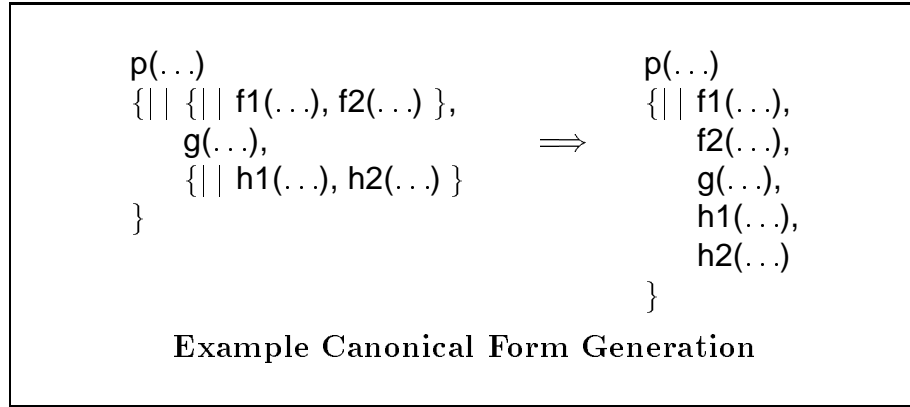 p(. . .)
{| | {| | f1(. . .), f2(. . .) },
g(. . .),
{| | h1(. . .), h2(. . .) }
}
⟹
p(. . .)
{| | f1(. . .),
f2(. . .),
g(. . .),
h1(. . .),
h2(. . .)
}
Example Canonical Form Generation